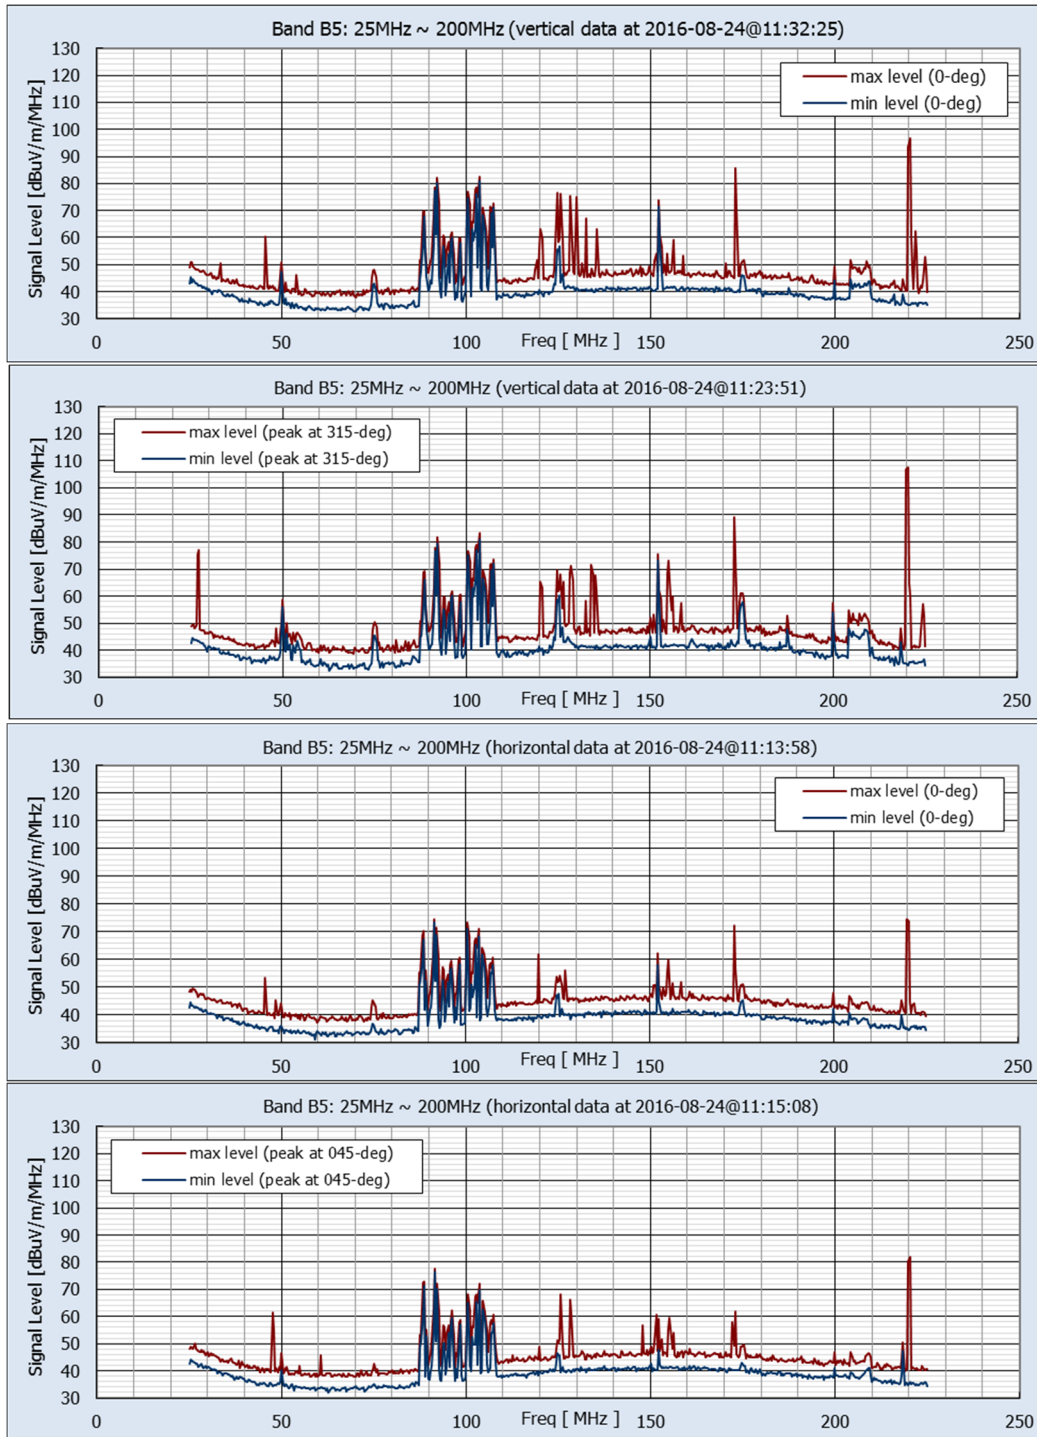 Band B5: 25MHz ~ 200MHz (vertical data at 2016-08-24@11:32:25)
130
120
110
100
90
80
70
60
50
40
30
Signal Level [dBuV/m/MHz]
max level (0-deg)
min level (0-deg)
0 50 100 150 200 250
Freq [ MHz ]
Band B5: 25MHz ~ 200MHz (vertical data at 2016-08-24@11:23:51)
130
120
110
100
90
80
70
60
50
40
30
Signal Level [dBuV/m/MHz]
max level (peak at 315-deg)
min level (peak at 315-deg)
0 50 100 150 200 250
Freq [ MHz ]
Band B5: 25MHz ~ 200MHz (horizontal data at 2016-08-24@11:13:58)
130
120
110
100
90
80
70
60
50
40
30
Signal Level [dBuV/m/MHz]
max level (0-deg)
min level (0-deg)
0 50 100 150 200 250
Freq [ MHz ]
Band B5: 25MHz ~ 200MHz (horizontal data at 2016-08-24@11:15:08)
130
120
110
100
90
80
70
60
50
40
30
Signal Level [dBuV/m/MHz]
max level (peak at 045-deg)
min level (peak at 045-deg)
0 50 100 150 200 250
Freq [ MHz ]